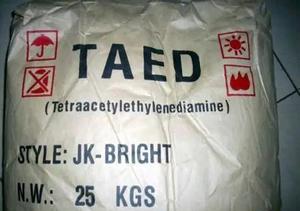 TAED
(Tetraacetylethylenediamine)
STYLE: JK-BRIGHT
N.W.: 25 KGS